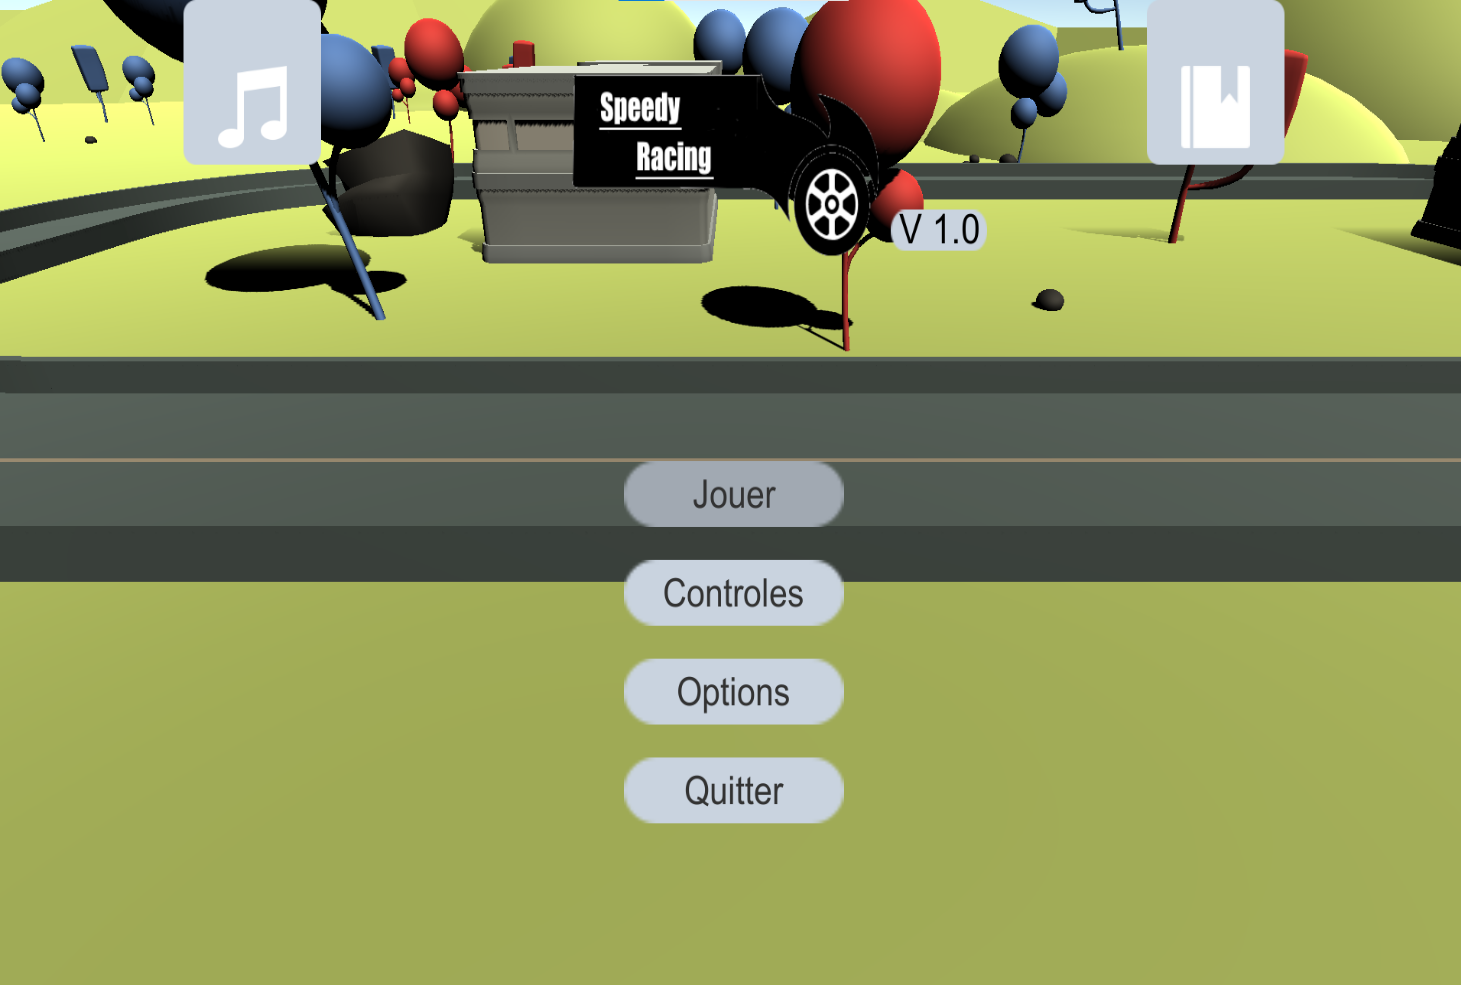 Speedy
Racing
V 1.0
Jouer
Controles
Options
Quitter